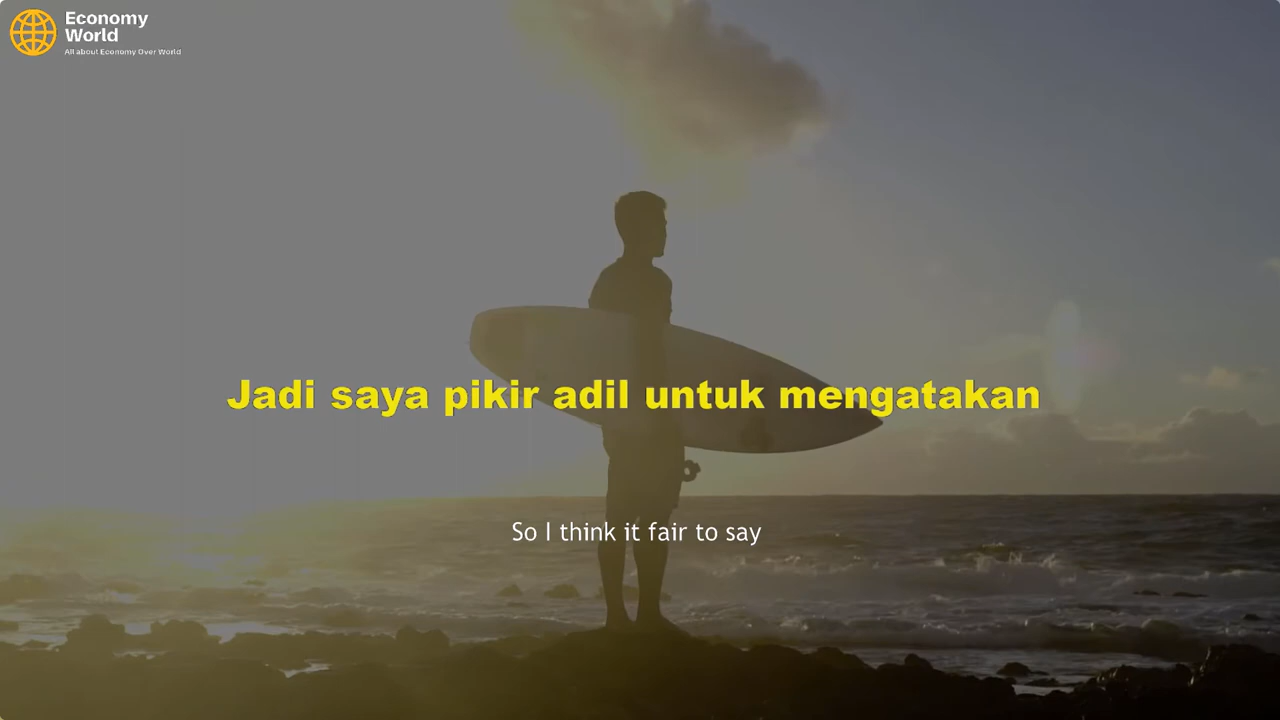 Economy
World
All about Economy Over World
Jadi saya pikir adil untuk mengatakan
So I think it fair to say